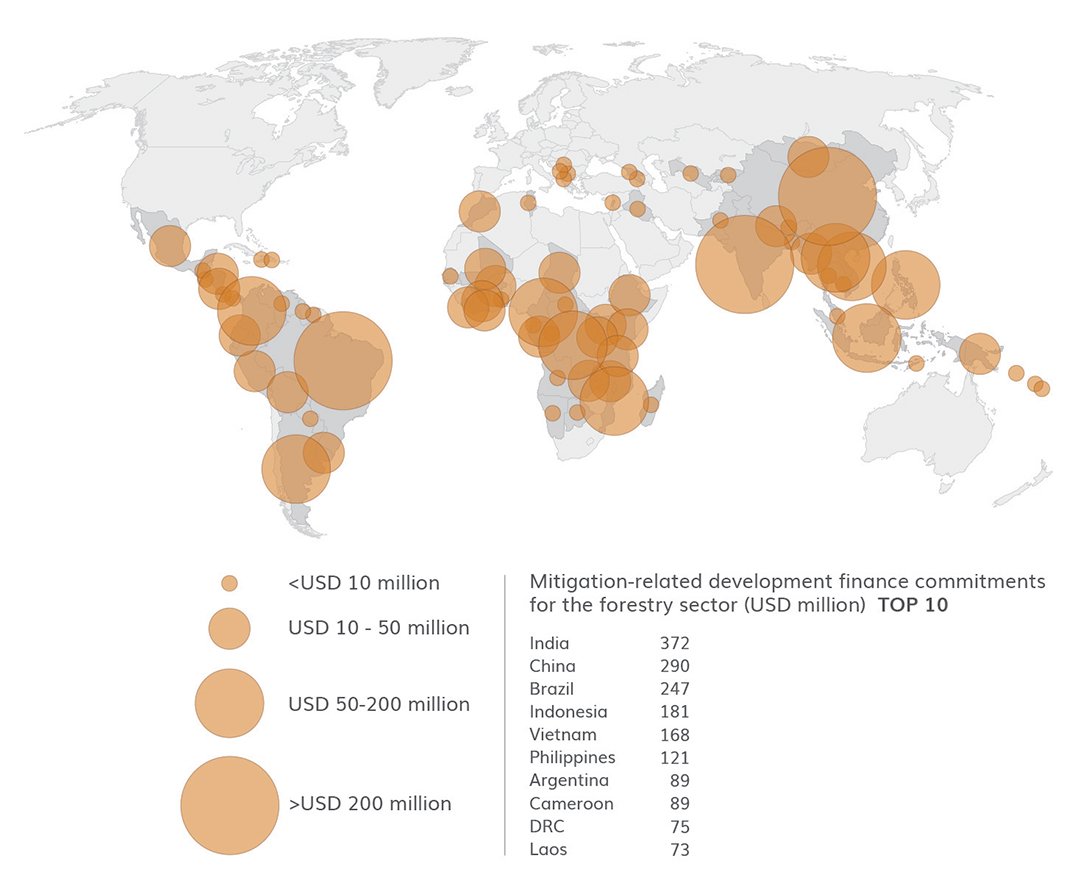 <USD 10 million
USD 10 - 50 million
USD 50-200 million
>USD 200 million
Mitigation-related development finance commitments
for the forestry sector (USD million) TOP 10
India 372
China 290
Brazil 247
Indonesia 181
Vietnam 168
Philippines 121
Argentina 89
Cameroon 89
DRC 75
Laos 73